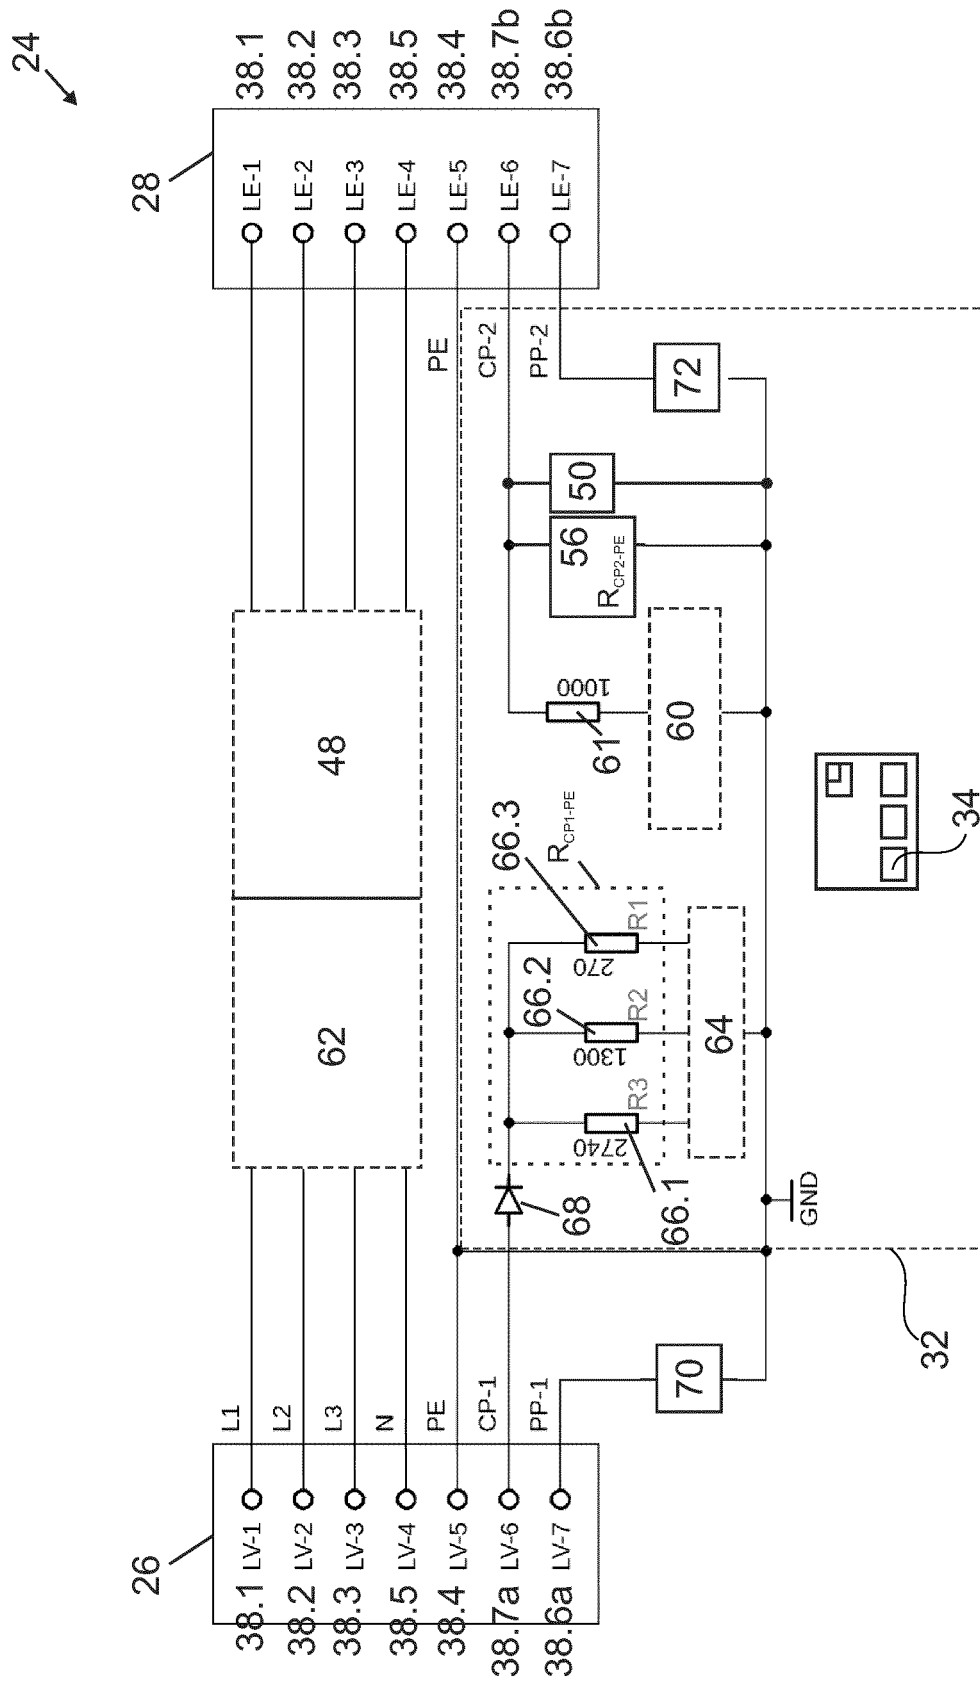 24
26
28
38.1 LV-1 L1
38.2 LV-2 L2
38.3 LV-3 L3
38.5 LV-4 N
38.4 LV-5 PE
38.7a LV-6 CP-1
38.6a LV-7 PP-1
62
48
LE-1 38.1
LE-2 38.2
LE-3 38.3
LE-4 38.5
PE LE-5 38.4
CP-2 LE-6 38.7b
PP-2 LE-7 38.6b
68
66.1
66.2
66.3
2740
R3
1300
R2
270
R1
RCP1-PE
64
61
1000
60
56
RCP2-PE
50
70
72
GND
32
34